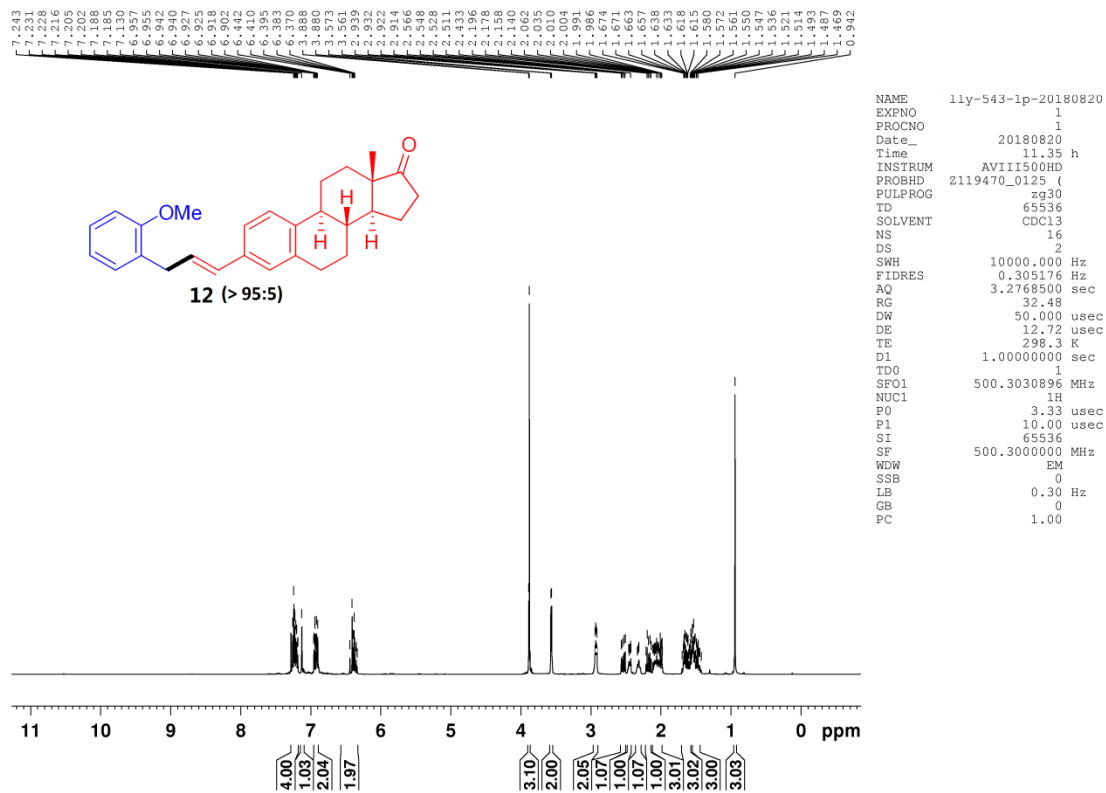 7.243
7.231
7.228
7.216
7.205
7.202
7.188
7.185
7.130
6.957
6.955
6.942
6.940
6.927
6.925
6.918
6.902
6.442
6.410
6.395
6.383
6.370
3.888
3.880
3.573
3.561
2.939
2.932
2.922
2.914
2.566
2.548
2.528
2.511
2.433
2.196
2.178
2.158
2.140
2.062
2.035
2.010
2.004
1.991
1.986
1.674
1.671
1.663
1.657
1.638
1.633
1.618
1.615
1.580
1.572
1.561
1.550
1.547
1.536
1.521
1.514
1.493
1.487
1.469
0.942
NAME lly-543-1p-20180820
EXPNO 1
PROCNO 1
Date_ 20180820
Time 11.35 h
INSTRUM AVIII500HD
PROBHD Z119470_0125 (
PULPROG zg30
TD 65536
SOLVENT CDCl3
NS 16
DS 2
SWH 10000.000 Hz
FIDRES 0.305176 Hz
AQ 3.2768500 sec
RG 32.48
DW 50.000 usec
DE 12.72 usec
TE 298.3 K
D1 1.00000000 sec
TD0 1
SFO1 500.3030896 MHz
NUC1 1H
P0 3.33 usec
P1 10.00 usec
SI 65536
SF 500.3000000 MHz
WDW EM
SSB 0
LB 0.30 Hz
GB 0
PC 1.00
O
OMe
H
H
H
12 (> 95:5)
11 10 9 8 7 6 5 4 3 2 1 0 ppm
4.00
1.03
2.04
1.97
3.10
2.00
2.05
1.07
1.00
1.07
1.00
3.01
3.02
3.00
3.03